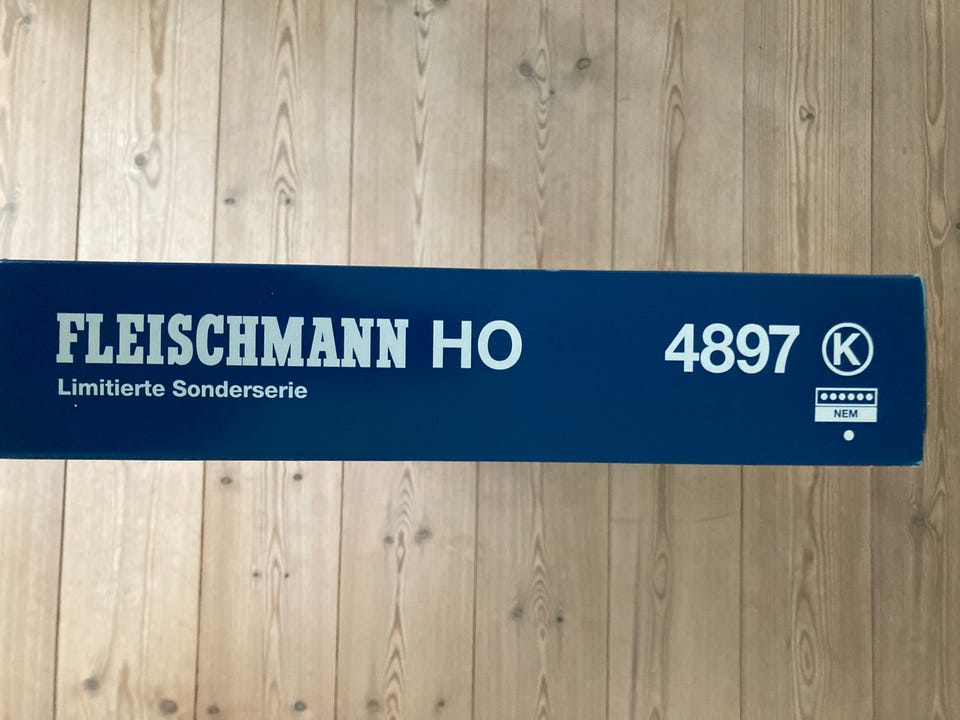 FLEISCHMANN HO 4897 K
Limitierte Sonderserie
NEM